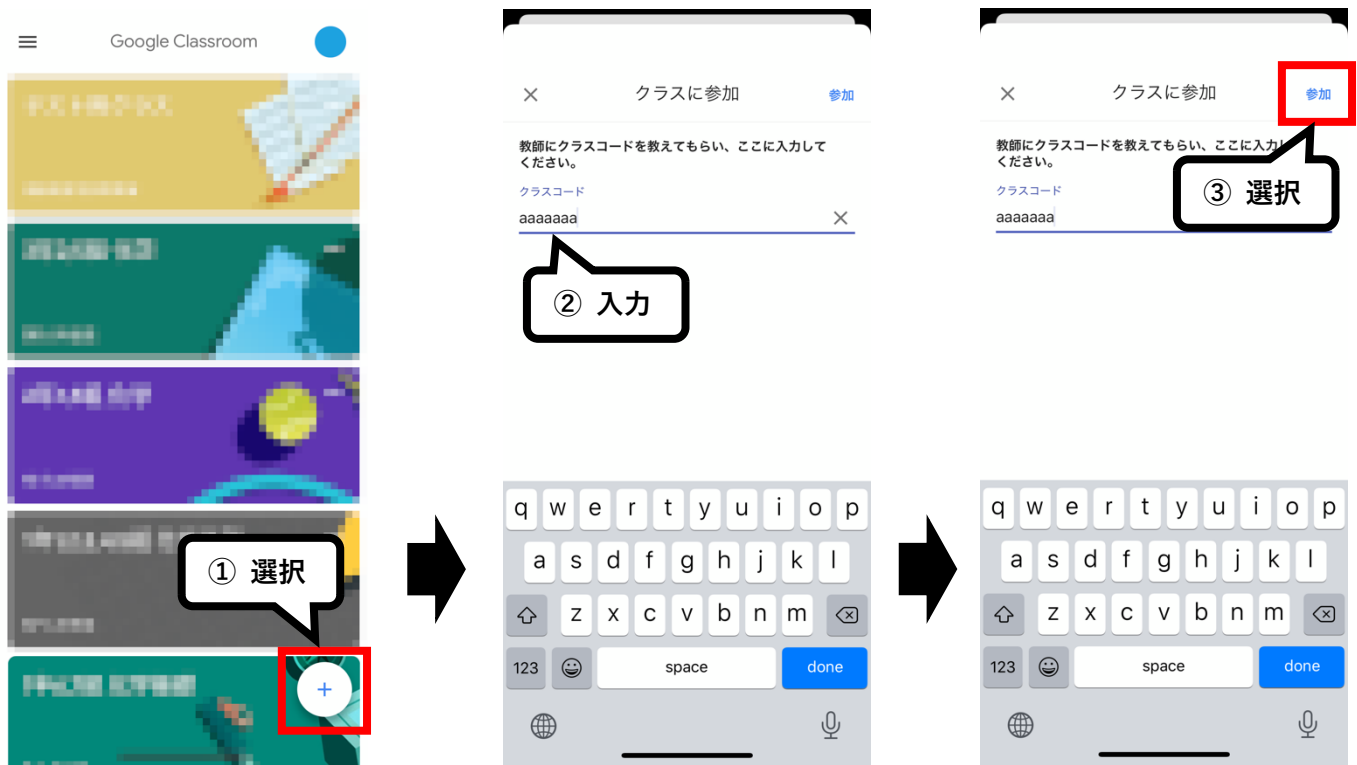 Google Classroom
① 選択
+
クラスに参加
参加
教師にクラスコードを教えてもらい、ここに入力して
ください。
クラスコード
aaaaaaa
② 入力
q w e r t y u i o p
a s d f g h j k l
z x c v b n m
123
space
done
クラスに参加
参加
教師にクラスコードを教えてもらい、ここに入力
ください。
クラスコード
aaaaaaa
③ 選択
q w e r t y u i o p
a s d f g h j k l
z x c v b n m
123
space
done